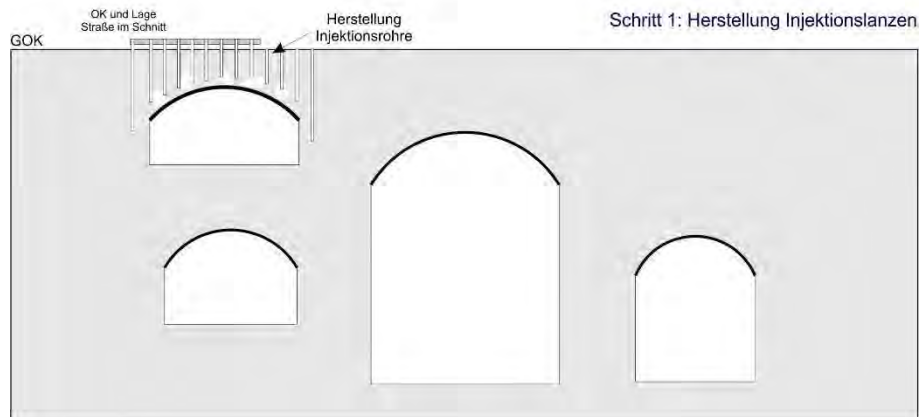 OK und Lage
Straße im Schnitt
Herstellung
Injektionsrohre
Schritt 1: Herstellung Injektionslanzen
GOK